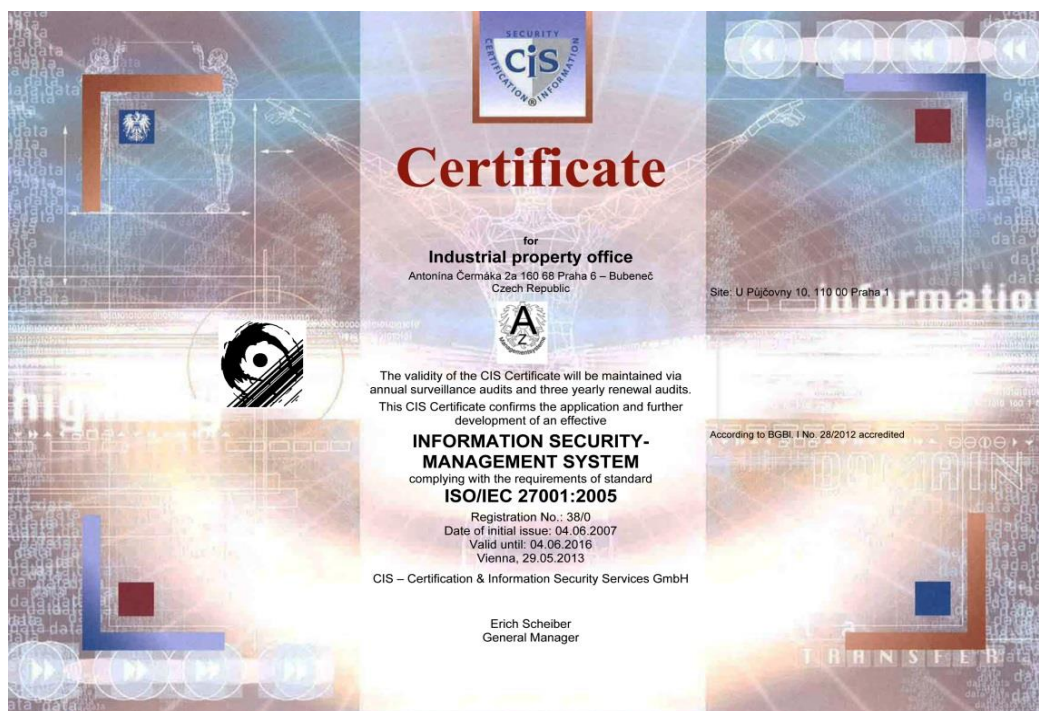 SECURITY
CIS
CERTIFICATION ® INFORMATION
Certificate
for
Industrial property office
Antonína Čermáka 2a 160 68 Praha 6 – Bubeneč
Czech Republic
Site: U Půjčovny 10, 110 00 Praha 1
Information
A
Z
Managementsysteme
The validity of the CIS Certificate will be maintained via
annual surveillance audits and three yearly renewal audits.
This CIS Certificate confirms the application and further
development of an effective
According to BGBl. I No. 28/2012 accredited
INFORMATION SECURITY-
MANAGEMENT SYSTEM
DOMAIN
complying with the requirements of standard
ISO/IEC 27001:2005
Registration No.: 38/0
Date of initial issue: 04.06.2007
Valid until: 04.06.2016
Vienna, 29.05.2013
CIS – Certification & Information Security Services GmbH
Erich Scheiber
General Manager
TRANSFER